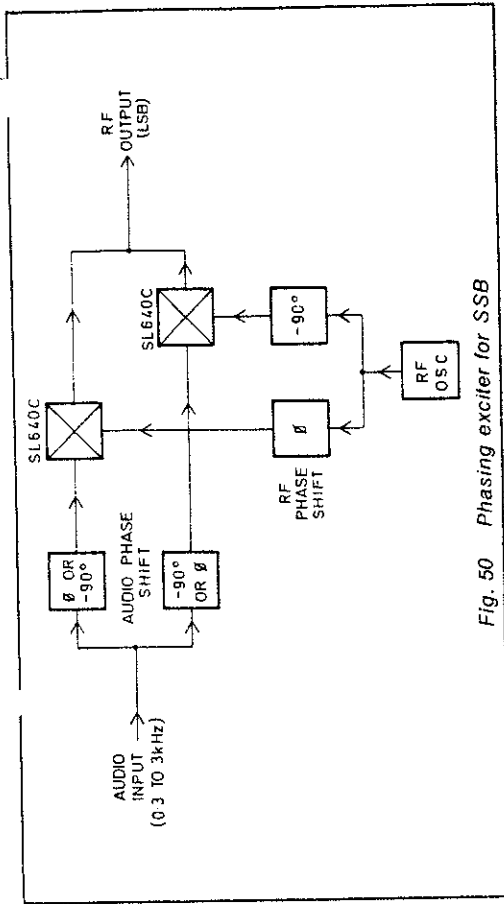 AUDIO
INPUT
(0·3 TO 3kHz)
Ø OR
-90°
AUDIO PHASE
SHIFT
-90°
OR Ø
SL640C
SL640C
RF
OUTPUT
(LSB)
RF
PHASE
SHIFT
Ø
-90°
RF
OSC
Fig. 50 Phasing exciter for SSB